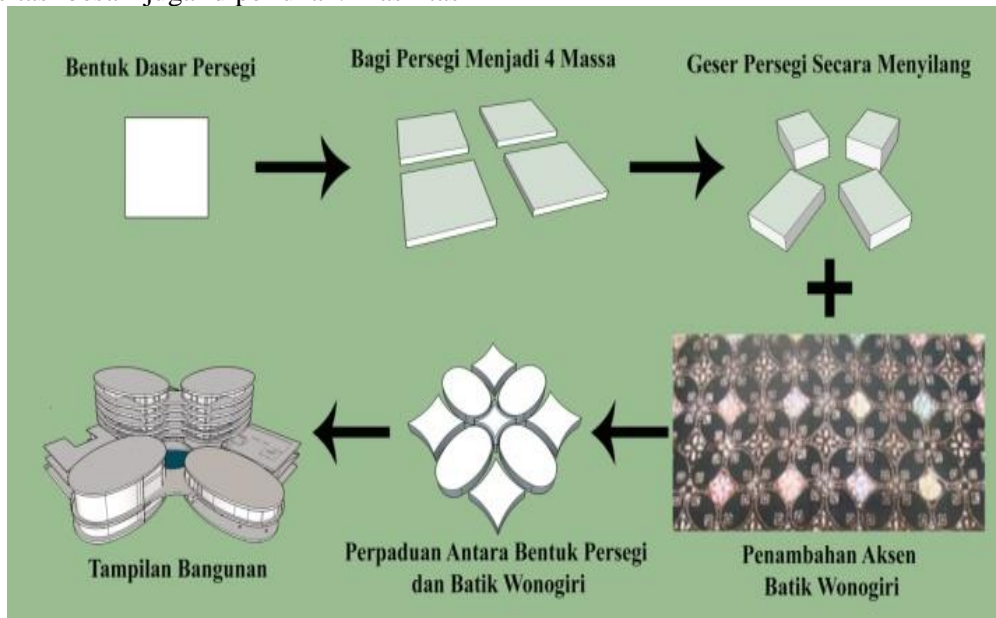 Bentuk Dasar Persegi
Bagi Persegi Menjadi 4 Massa
Geser Persegi Secara Menyilang
Tampilan Bangunan
Perpaduan Antara Bentuk Persegi
dan Batik Wonogiri
Penambahan Aksen
Batik Wonogiri